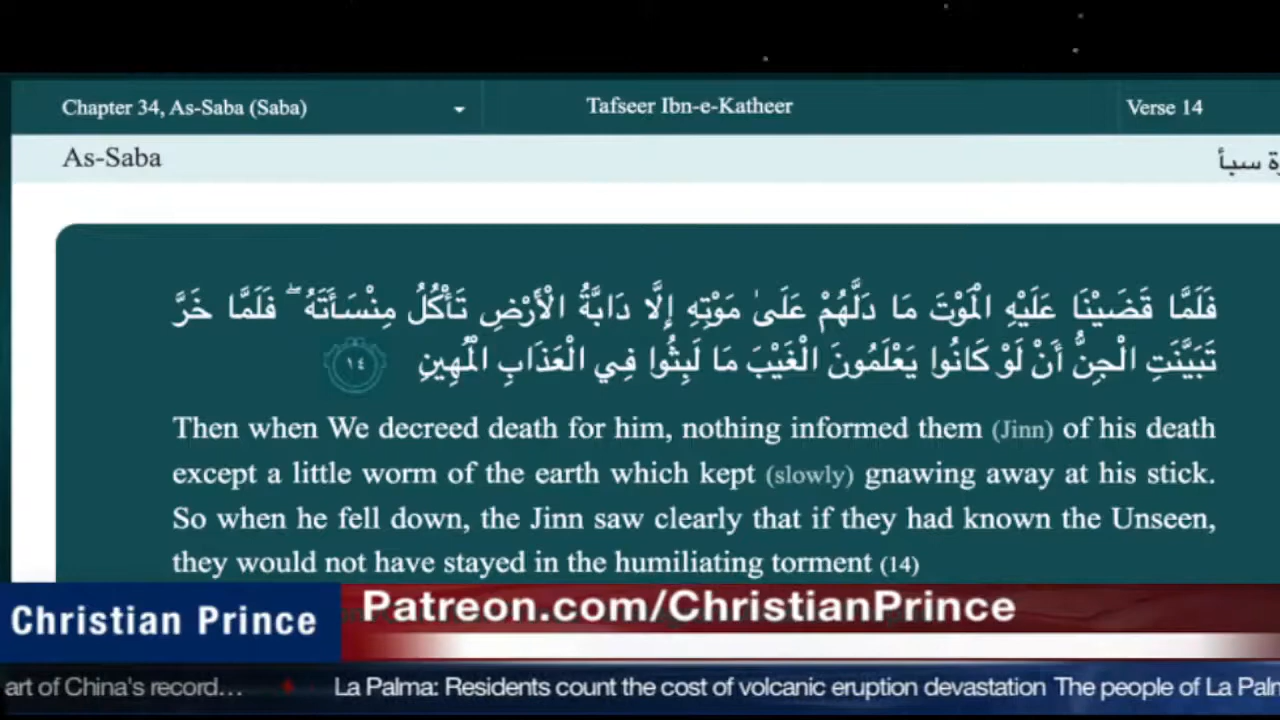 Chapter 34, As-Saba (Saba)
Tafseer Ibn-e-Katheer
Verse 14
As-Saba
سبأ
فَلَمَّا قَضَيْنَا عَلَيْهِ الْمَوْتَ مَا دَلَّهُمْ عَلَىٰ مَوْتِهِ إِلَّا دَابَّةُ الْأَرْضِ تَأْكُلُ مِنْسَأَتَهُ ۖ فَلَمَّا خَرَّ
تَبَيَّنَتِ الْجِنُّ أَنْ لَوْ كَانُوا يَعْلَمُونَ الْغَيْبَ مَا لَبِثُوا فِي الْعَذَابِ الْمُهِينِ ١٤
Then when We decreed death for him, nothing informed them (Jinn) of his death
except a little worm of the earth which kept (slowly) gnawing away at his stick.
So when he fell down, the Jinn saw clearly that if they had known the Unseen,
they would not have stayed in the humiliating torment (14)
Christian Prince
Patreon.com/ChristianPrince
art of China's record... La Palma: Residents count the cost of volcanic eruption devastation The people of La